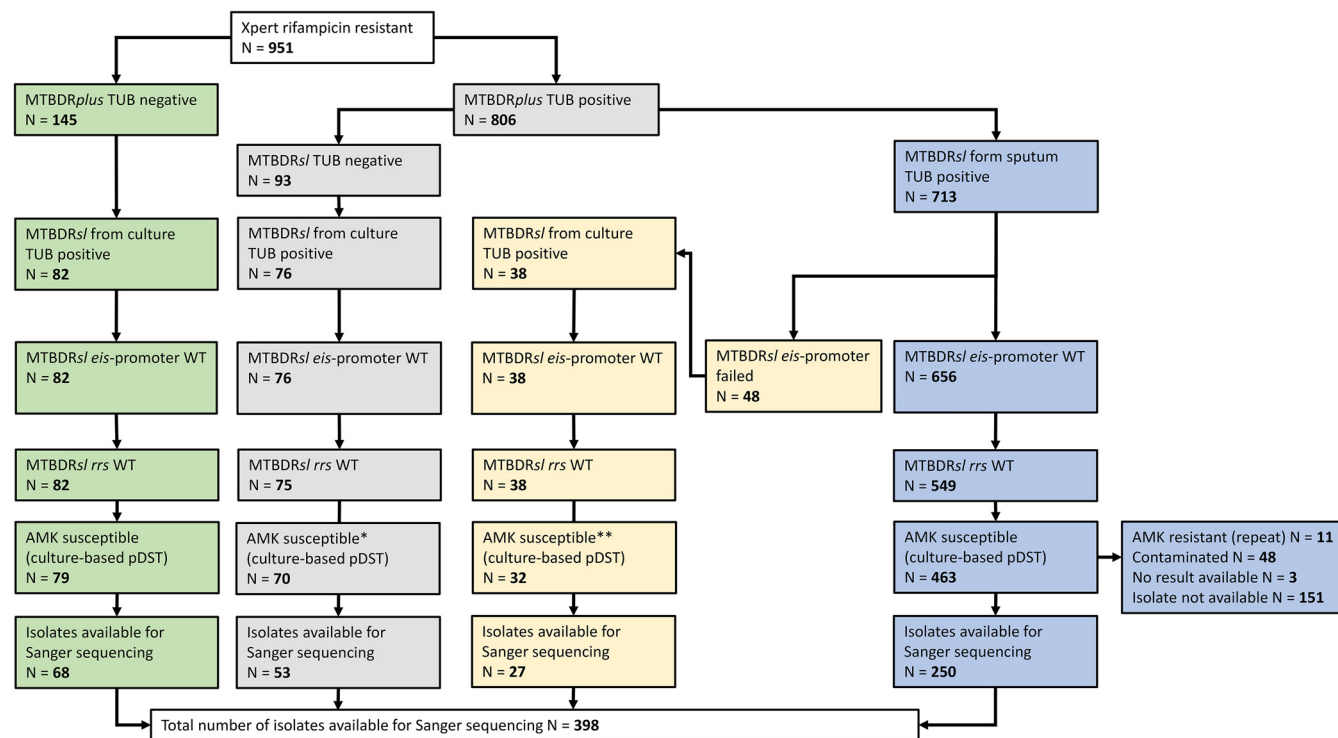 Xpert rifampicin resistant
N = 951
MTBDRplus TUB negative
N = 145
MTBDRplus TUB positive
N = 806
MTBDRsl TUB negative
N = 93
MTBDRsl form sputum
TUB positive
N = 713
MTBDRsl from culture
TUB positive
N = 82
MTBDRsl from culture
TUB positive
N = 76
MTBDRsl from culture
TUB positive
N = 38
MTBDRsl eis-promoter WT
N = 82
MTBDRsl eis-promoter WT
N = 76
MTBDRsl eis-promoter WT
N = 38
MTBDRsl eis-promoter
failed
N = 48
MTBDRsl eis-promoter WT
N = 656
MTBDRsl rrs WT
N = 82
MTBDRsl rrs WT
N = 75
MTBDRsl rrs WT
N = 38
MTBDRsl rrs WT
N = 549
AMK susceptible
(culture-based pDST)
N = 79
AMK susceptible*
(culture-based pDST)
N = 70
AMK susceptible**
(culture-based pDST)
N = 32
AMK susceptible
(culture-based pDST)
N = 463
AMK resistant (repeat) N = 11
Contaminated N = 48
No result available N = 3
Isolate not available N = 151
Isolates available for
Sanger sequencing
N = 68
Isolates available for
Sanger sequencing
N = 53
Isolates available for
Sanger sequencing
N = 27
Isolates available for
Sanger sequencing
N = 250
Total number of isolates available for Sanger sequencing N = 398